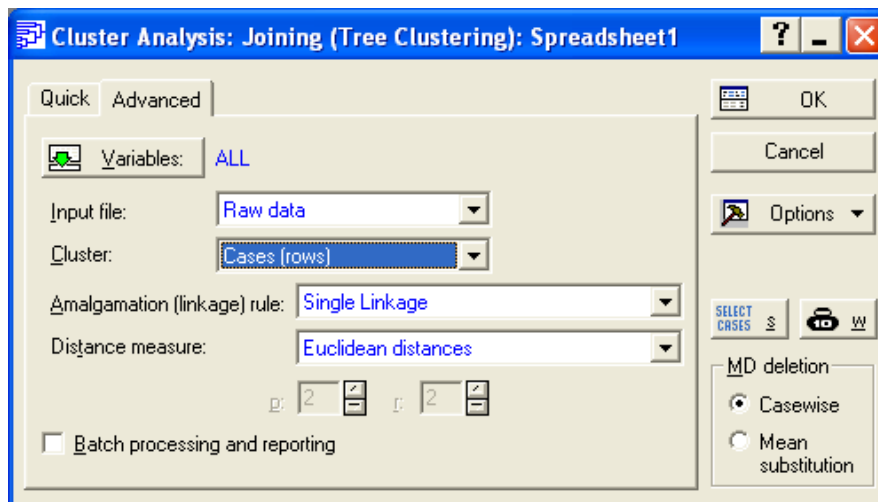 Cluster Analysis: Joining (Tree Clustering): Spreadsheet1
Quick Advanced
Variables: ALL
Input file: Raw data
Cluster: Cases (rows)
Amalgamation (linkage) rule: Single Linkage
Distance measure: Euclidean distances
p: 2 r: 2
Batch processing and reporting
OK
Cancel
Options
SELECT CASES S W
MD deletion
Casewise
Mean
substitution